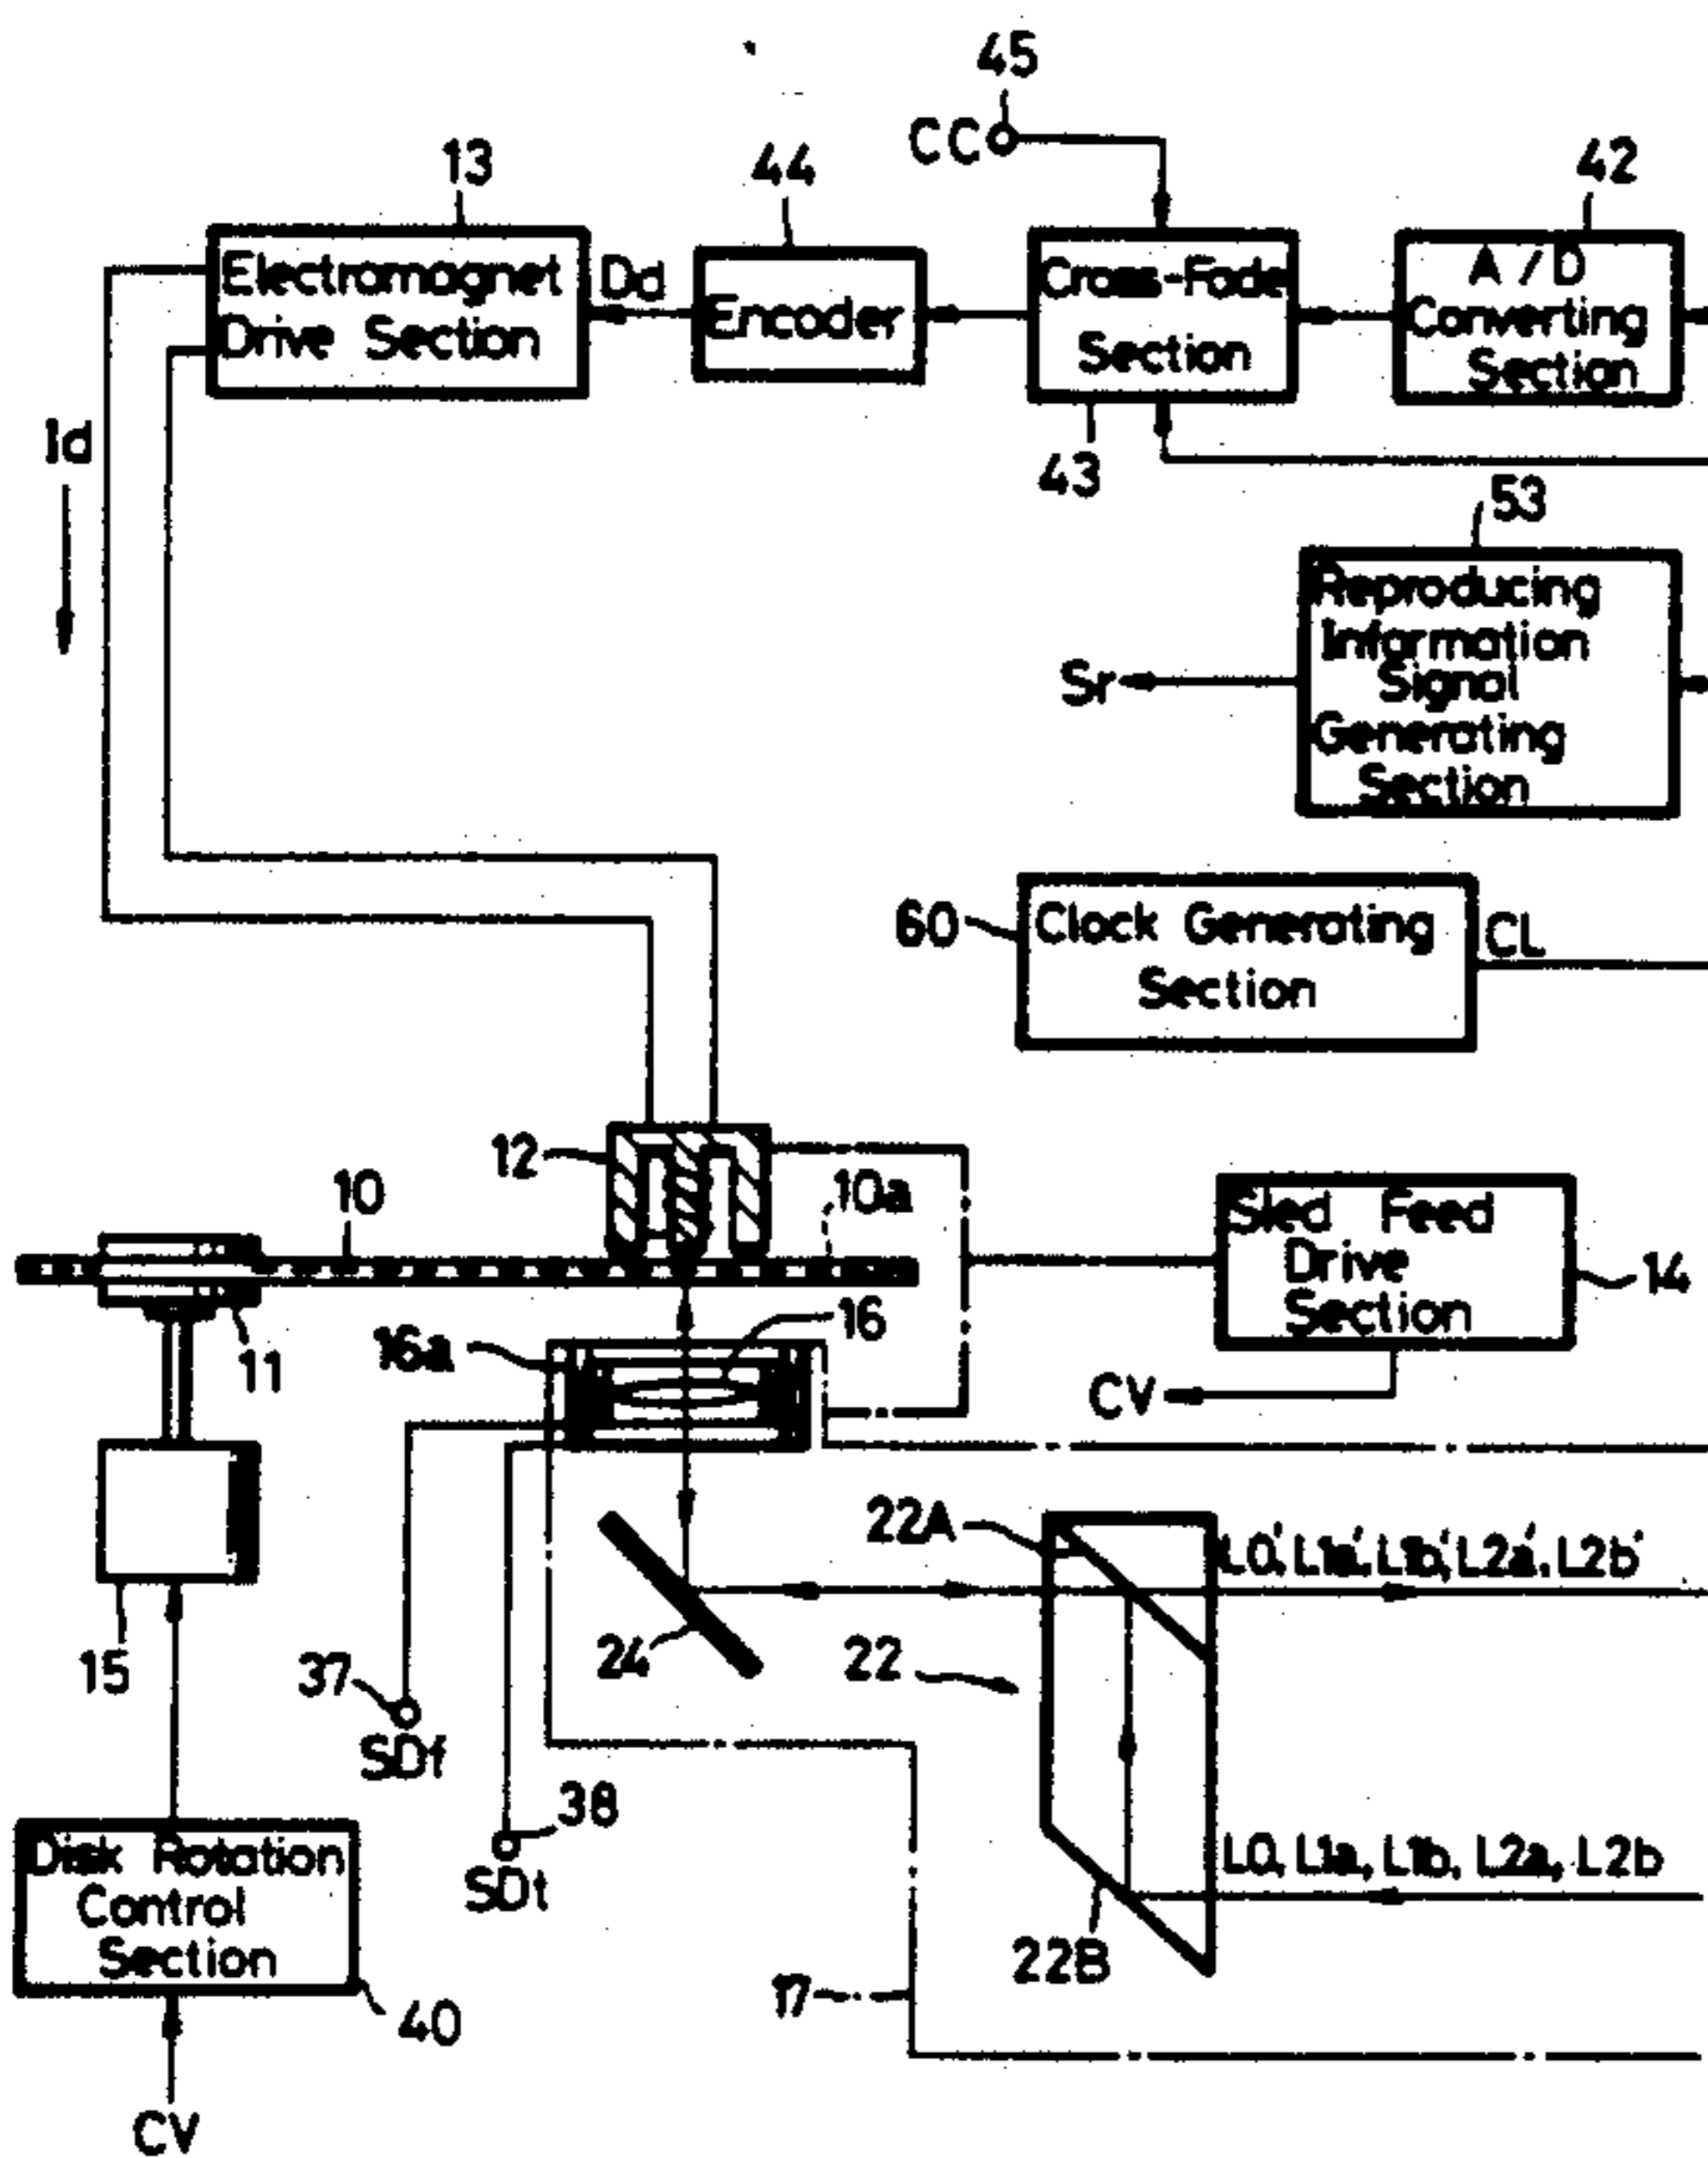 45
CC
13
44
42
Electromagnet
Drive Section
Dd
Encoder
Cross-Fade
Section
A/D
Converting
Section
Id
43
53
Reproducing
Information
Signal
Generating
Section
Sr
60
Clock Generating
Section
CL
12
10
10a
Sled Feed
Drive
Section
14
16
16a
11
CV
22A
L0', L1a', L1b', L2a', L2b'
15
24
22
37
SDf
38
SDt
Disk Rotation
Control
Section
L0, L1a, L1b, L2a, L2b
22B
17
40
CV